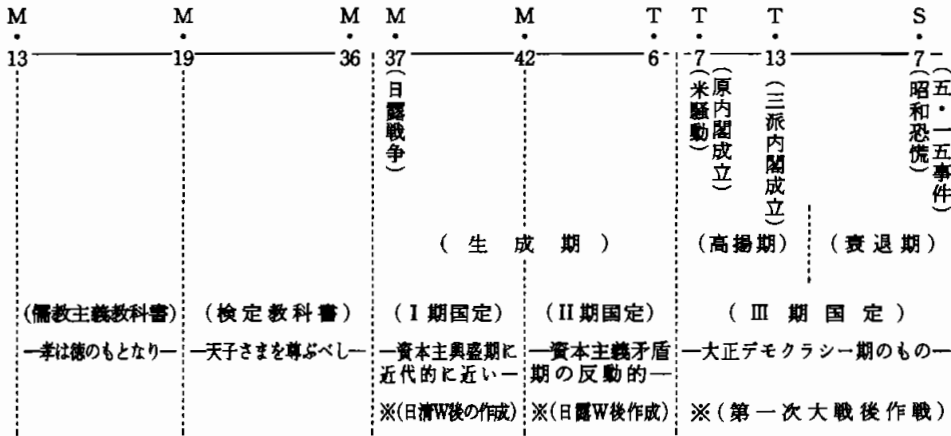 M M M M M T T T S
13 19 36 37 42 6 7 13 7
(日露戦争)
(米騒動)
(原内閣成立)
(三派内閣成立)
(昭和恐慌)
(五・一五事件)
(生成期) (高揚期) (衰退期)
(儒教主義教科書) (検定教科書) (I期国定) (II期国定) (III期国定)
—孝は徳のもとなり— —天子さまを尊ぶべし— —資本主義興盛期に —資本主義矛盾 —大正デモクラシー期のもの—
近代的に近い— 期の反動的—
※(日清W後の作成) ※(日露W後作成) ※(第一次大戦後作戦)